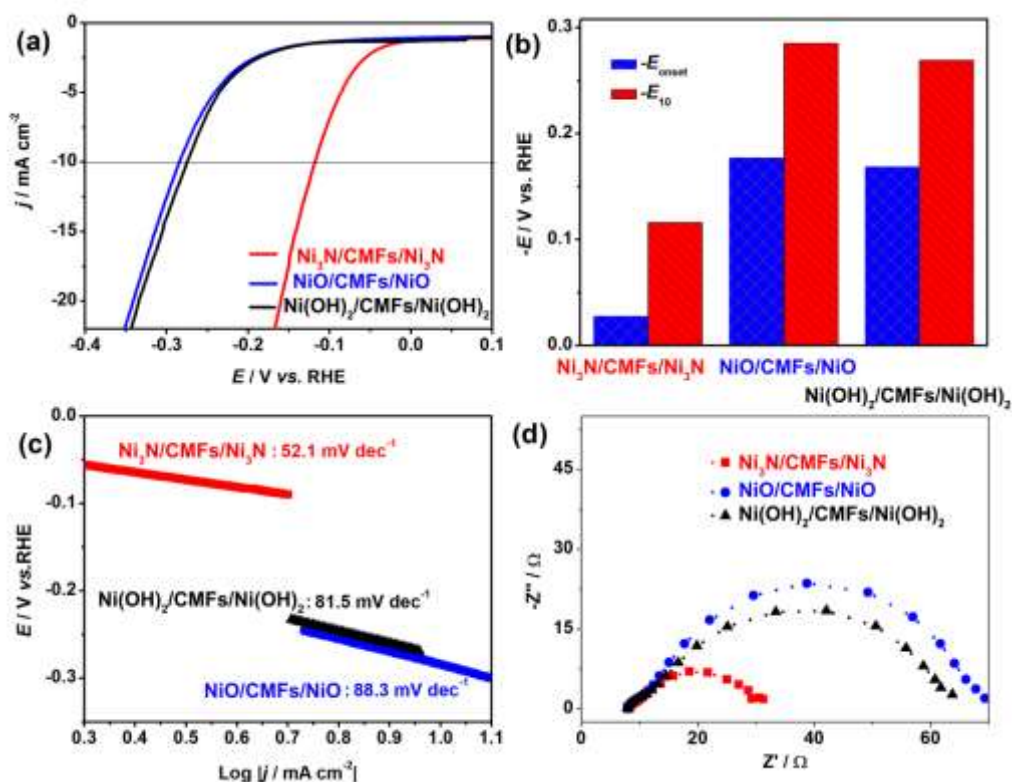 (a)
0
-5
-10
-15
-20
j / mA cm⁻²
-0.4 -0.3 -0.2 -0.1 0.0 0.1
E / V vs. RHE
Ni₃N/CMFs/Ni₃N
NiO/CMFs/NiO
Ni(OH)₂/CMFs/Ni(OH)₂
(b)
0.3
0.2
0.1
0.0
-E / V vs. RHE
-E_onset
-E₁₀
Ni₃N/CMFs/Ni₃N NiO/CMFs/NiO
Ni(OH)₂/CMFs/Ni(OH)₂
(c)
0.0
-0.1
-0.2
-0.3
E / V vs.RHE
Ni₃N/CMFs/Ni₃N : 52.1 mV dec⁻¹
Ni(OH)₂/CMFs/Ni(OH)₂ : 81.5 mV dec⁻¹
NiO/CMFs/NiO : 88.3 mV dec⁻¹
0.3 0.4 0.5 0.6 0.7 0.8 0.9 1.0 1.1
Log |j / mA cm⁻²|
(d)
45
30
15
0
-Z'' / Ω
Ni₃N/CMFs/Ni₃N
NiO/CMFs/NiO
Ni(OH)₂/CMFs/Ni(OH)₂
0 20 40 60
Z' / Ω